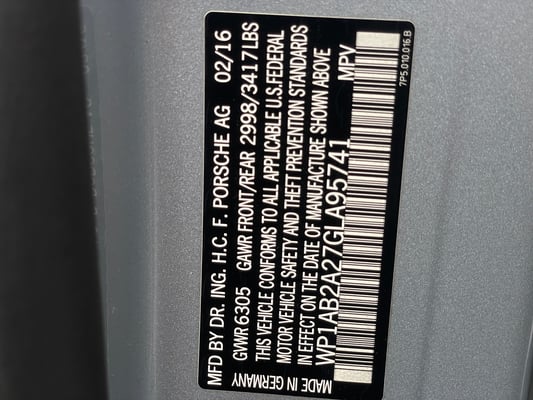 MFD BY DR. ING. H.C. F. PORSCHE AG 02/16
GVWR 6305 GAWR FRONT/REAR 2998/3417LBS
THIS VEHICLE CONFORMS TO ALL APPLICABLE U.S.FEDERAL
MOTOR VEHICLE SAFETY AND THEFT PREVENTION STANDARDS
IN EFFECT ON THE DATE OF MANUFACTURE SHOWN ABOVE
WP1AB2A27GLA95741 MPV
MADE IN GERMANY
7P5.010.016.B